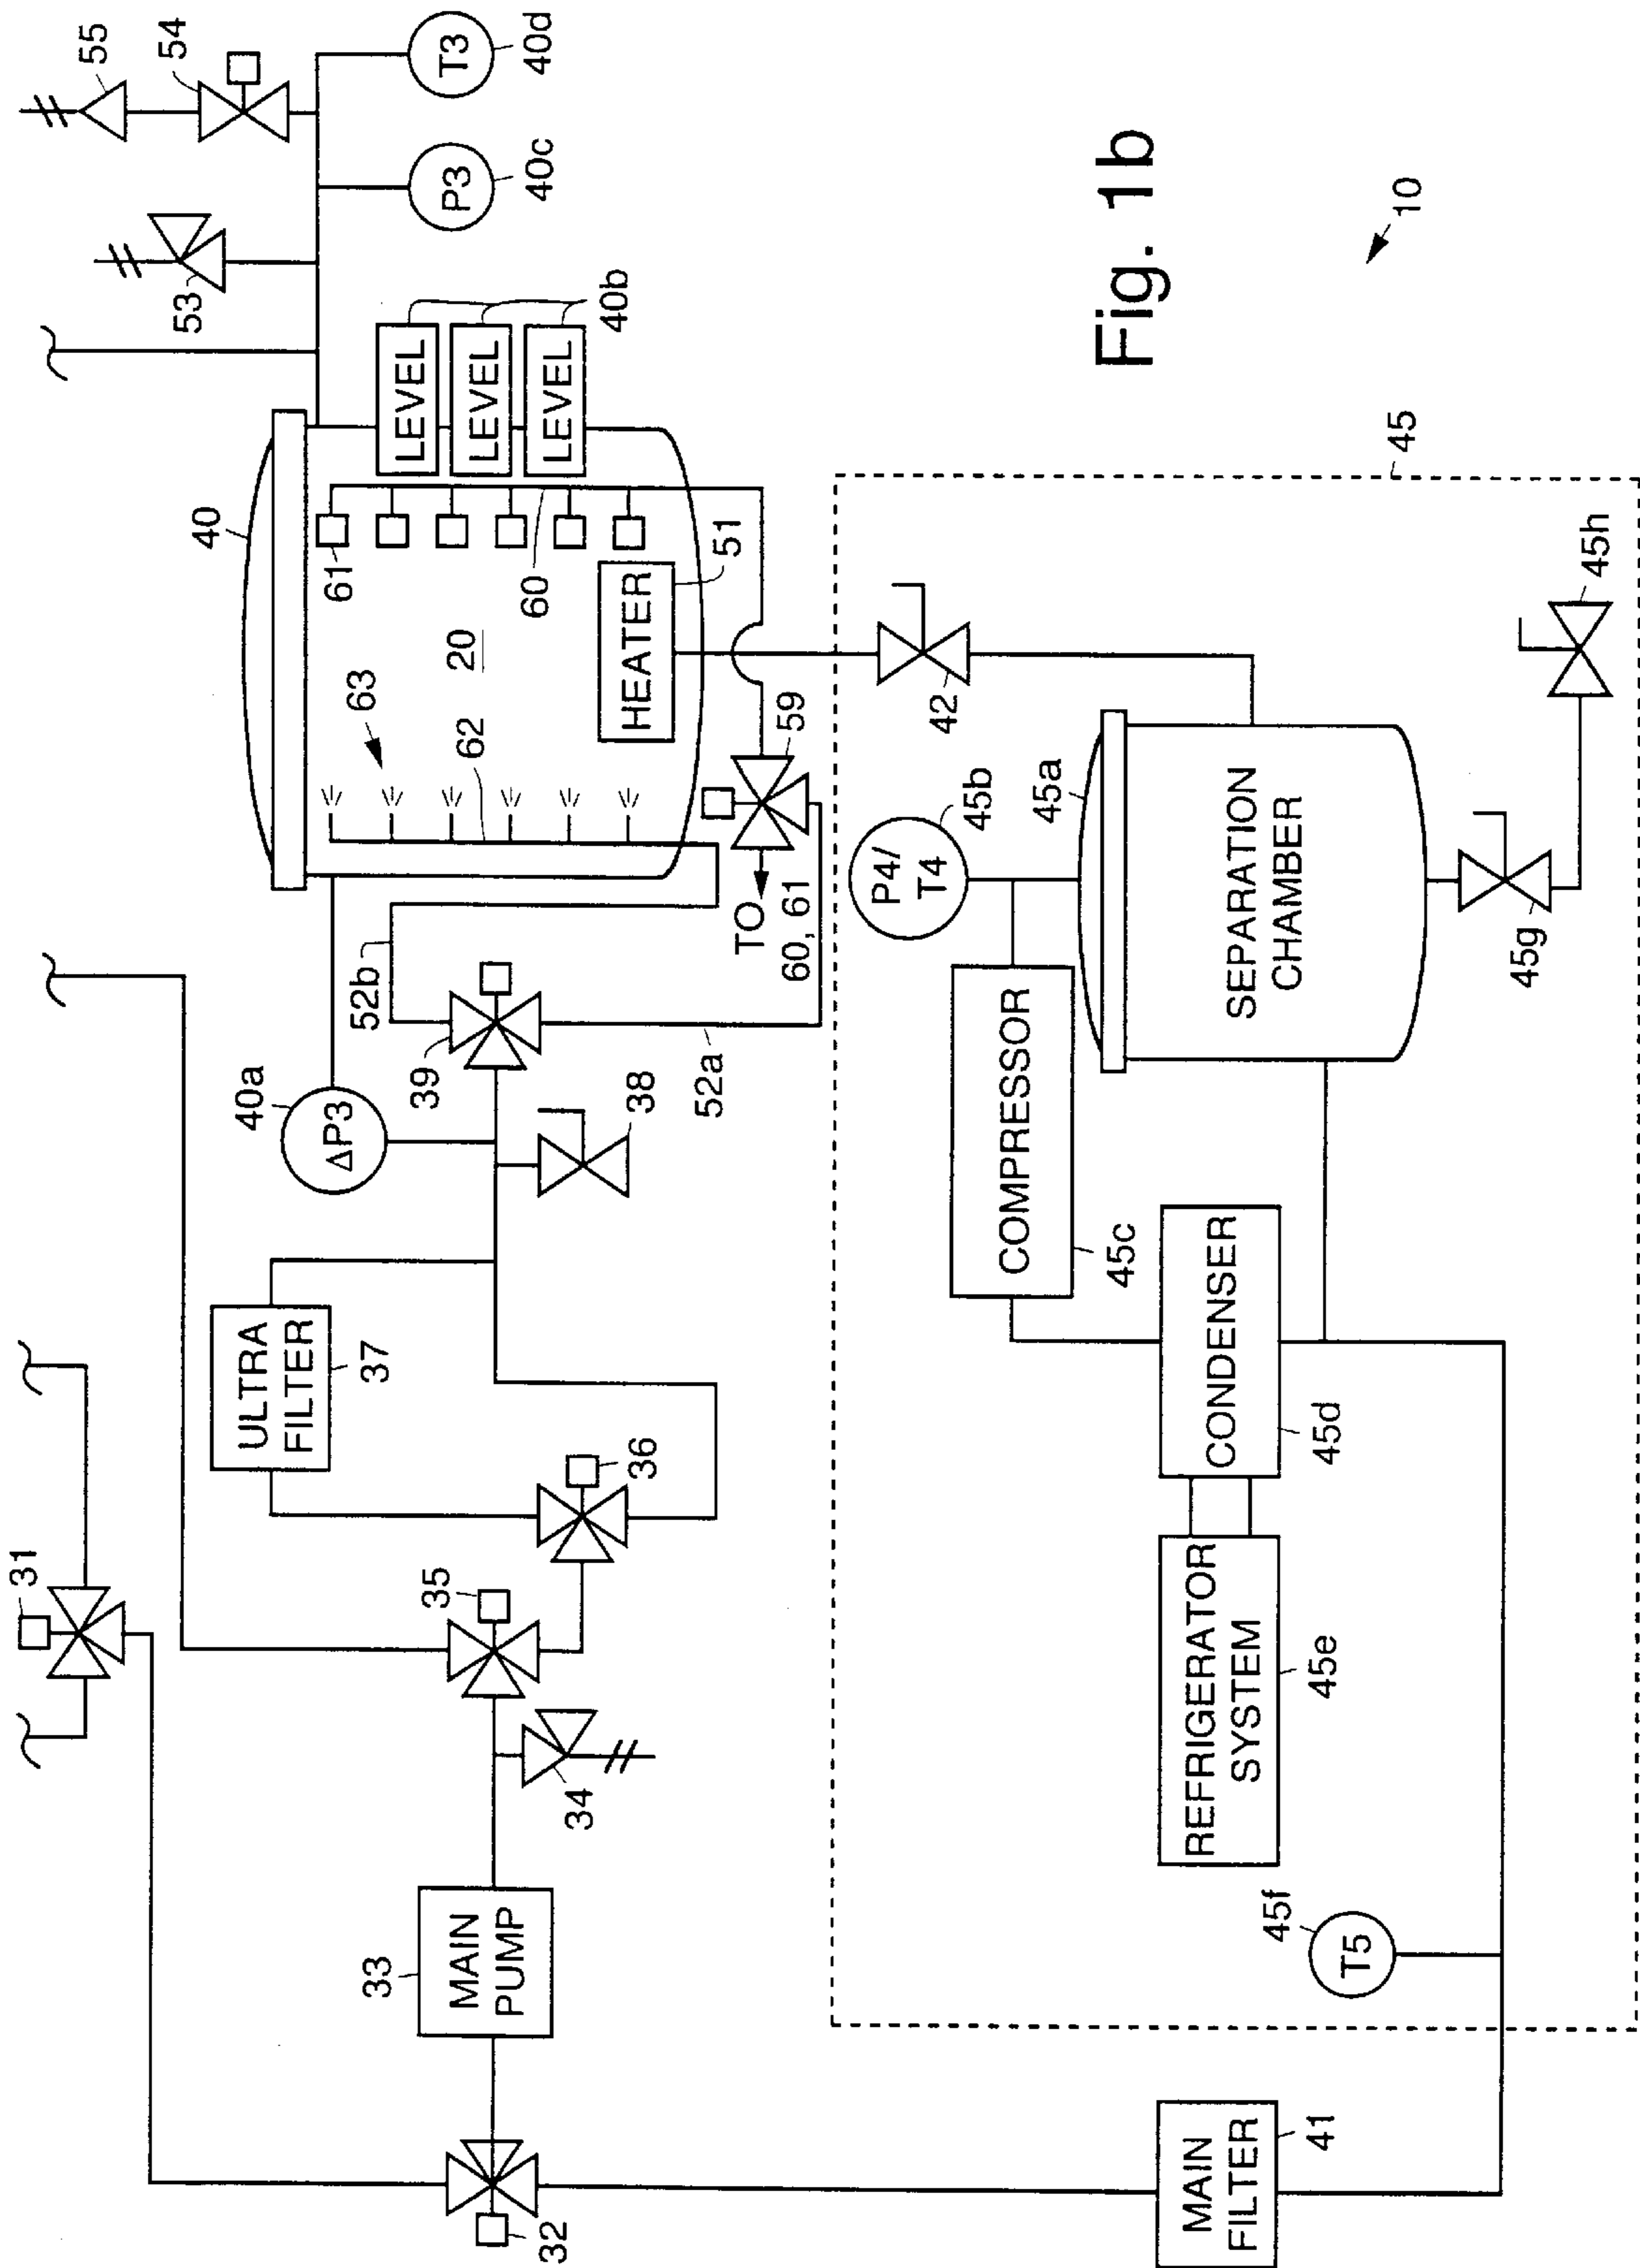 55
54
T3
40d
53
P3
40c
40
LEVEL
LEVEL
LEVEL
40b
61
60
20
63
62
HEATER
51
59
TO
60, 61
52b
52a
39
40a
ΔP3
38
ULTRA
FILTER
37
36
35
31
34
33
MAIN
PUMP
32
45
42
P4/
T4
45b
45a
SEPARATION
CHAMBER
45h
45g
COMPRESSOR
45c
CONDENSER
45d
REFRIGERATOR
SYSTEM
45e
45f
T5
MAIN
FILTER
41
10
Fig. 1b